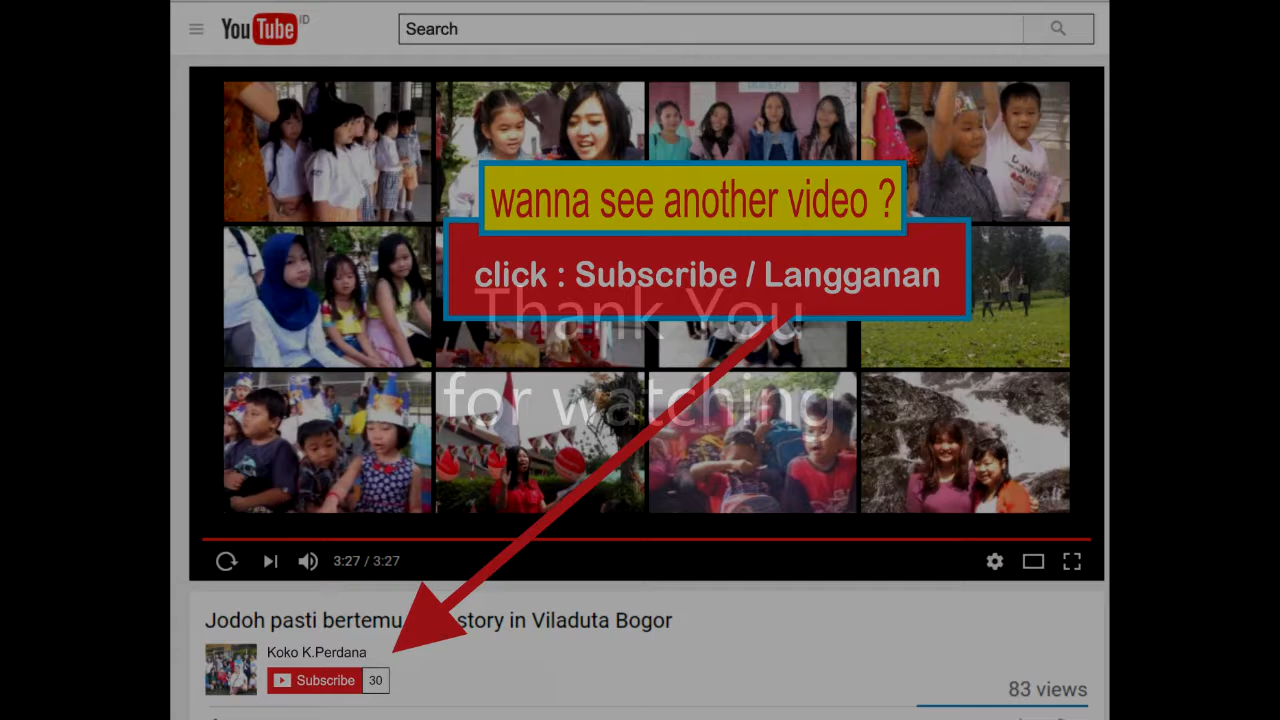 YouTube ID
Search
wanna see another video ?
click : Subscribe / Langganan
Thank You
for watching
3:27 / 3:27
Jodoh pasti bertemu story in Viladuta Bogor
Koko K.Perdana
Subscribe 30
83 views